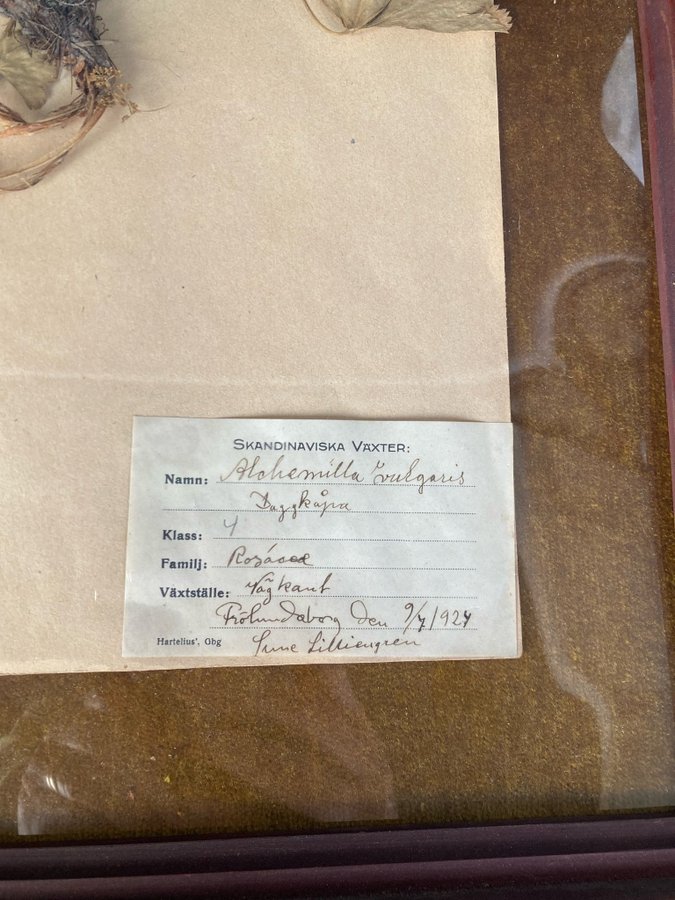 SKANDINAVISKA VÄXTER:
Namn: Alchemilla vulgaris
Daggkåpa
Klass: 4
Familj: Rosáceæ
Växtställe: Vägkant
Frölundaborg den 9/7 1924
Hartelius', Gbg
Sune Lilliengren